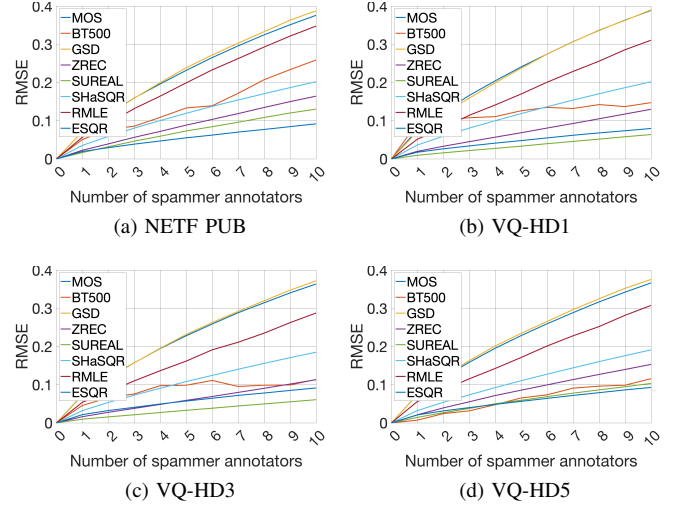 0.4
0.3
0.2
0.1
0
RMSE
MOS
BT500
GSD
ZREC
SUREAL
SHaSQR
RMLE
ESQR
0 1 2 3 4 5 6 7 8 9 10
Number of spammer annotators
(a) NETF PUB
0.4
0.3
0.2
0.1
0
RMSE
MOS
BT500
GSD
ZREC
SUREAL
SHaSQR
RMLE
ESQR
0 1 2 3 4 5 6 7 8 9 10
Number of spammer annotators
(b) VQ-HD1
0.4
0.3
0.2
0.1
0
RMSE
MOS
BT500
GSD
ZREC
SUREAL
SHaSQR
RMLE
ESQR
0 1 2 3 4 5 6 7 8 9 10
Number of spammer annotators
(c) VQ-HD3
0.4
0.3
0.2
0.1
0
RMSE
MOS
BT500
GSD
ZREC
SUREAL
SHaSQR
RMLE
ESQR
0 1 2 3 4 5 6 7 8 9 10
Number of spammer annotators
(d) VQ-HD5